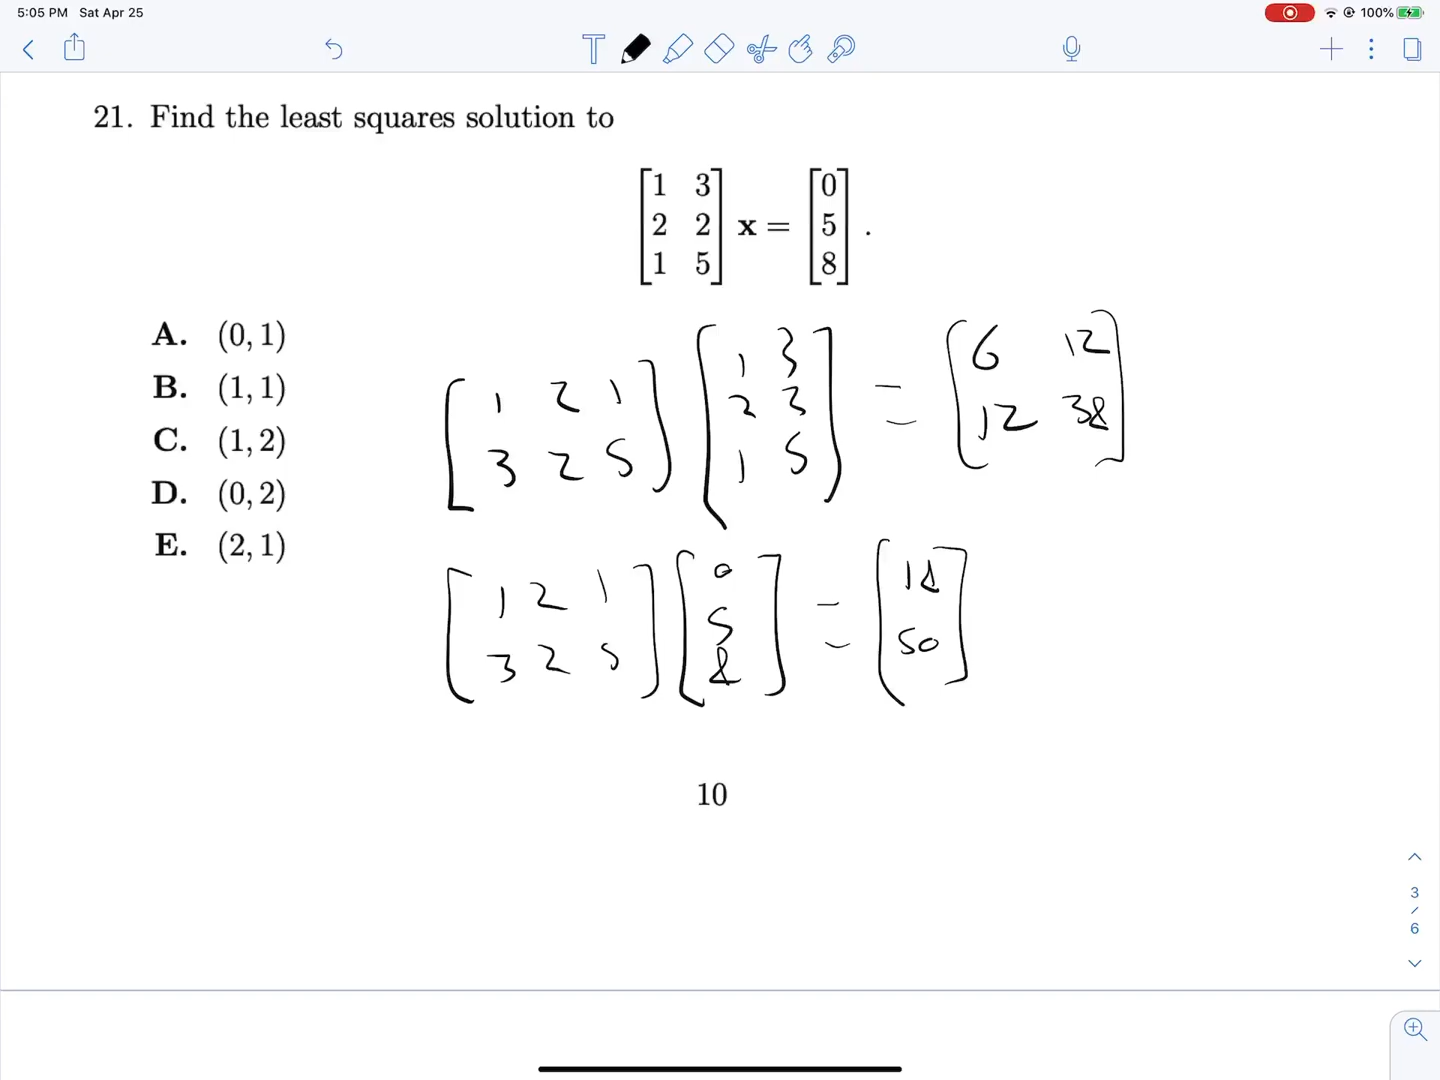 5:05 PM Sat Apr 25
100%
21. Find the least squares solution to
[1 3] [0]
[2 2] x = [5] .
[1 5] [8]
A. (0, 1)
B. (1, 1)
C. (1, 2)
D. (0, 2)
E. (2, 1)
[1 2 1] [1 3] = [6 12]
[3 2 5] [2 2] [12 38]
[1 5]
[1 2 1] [0] = [18]
[3 2 5] [5] [50]
[8]
10
3
/
6